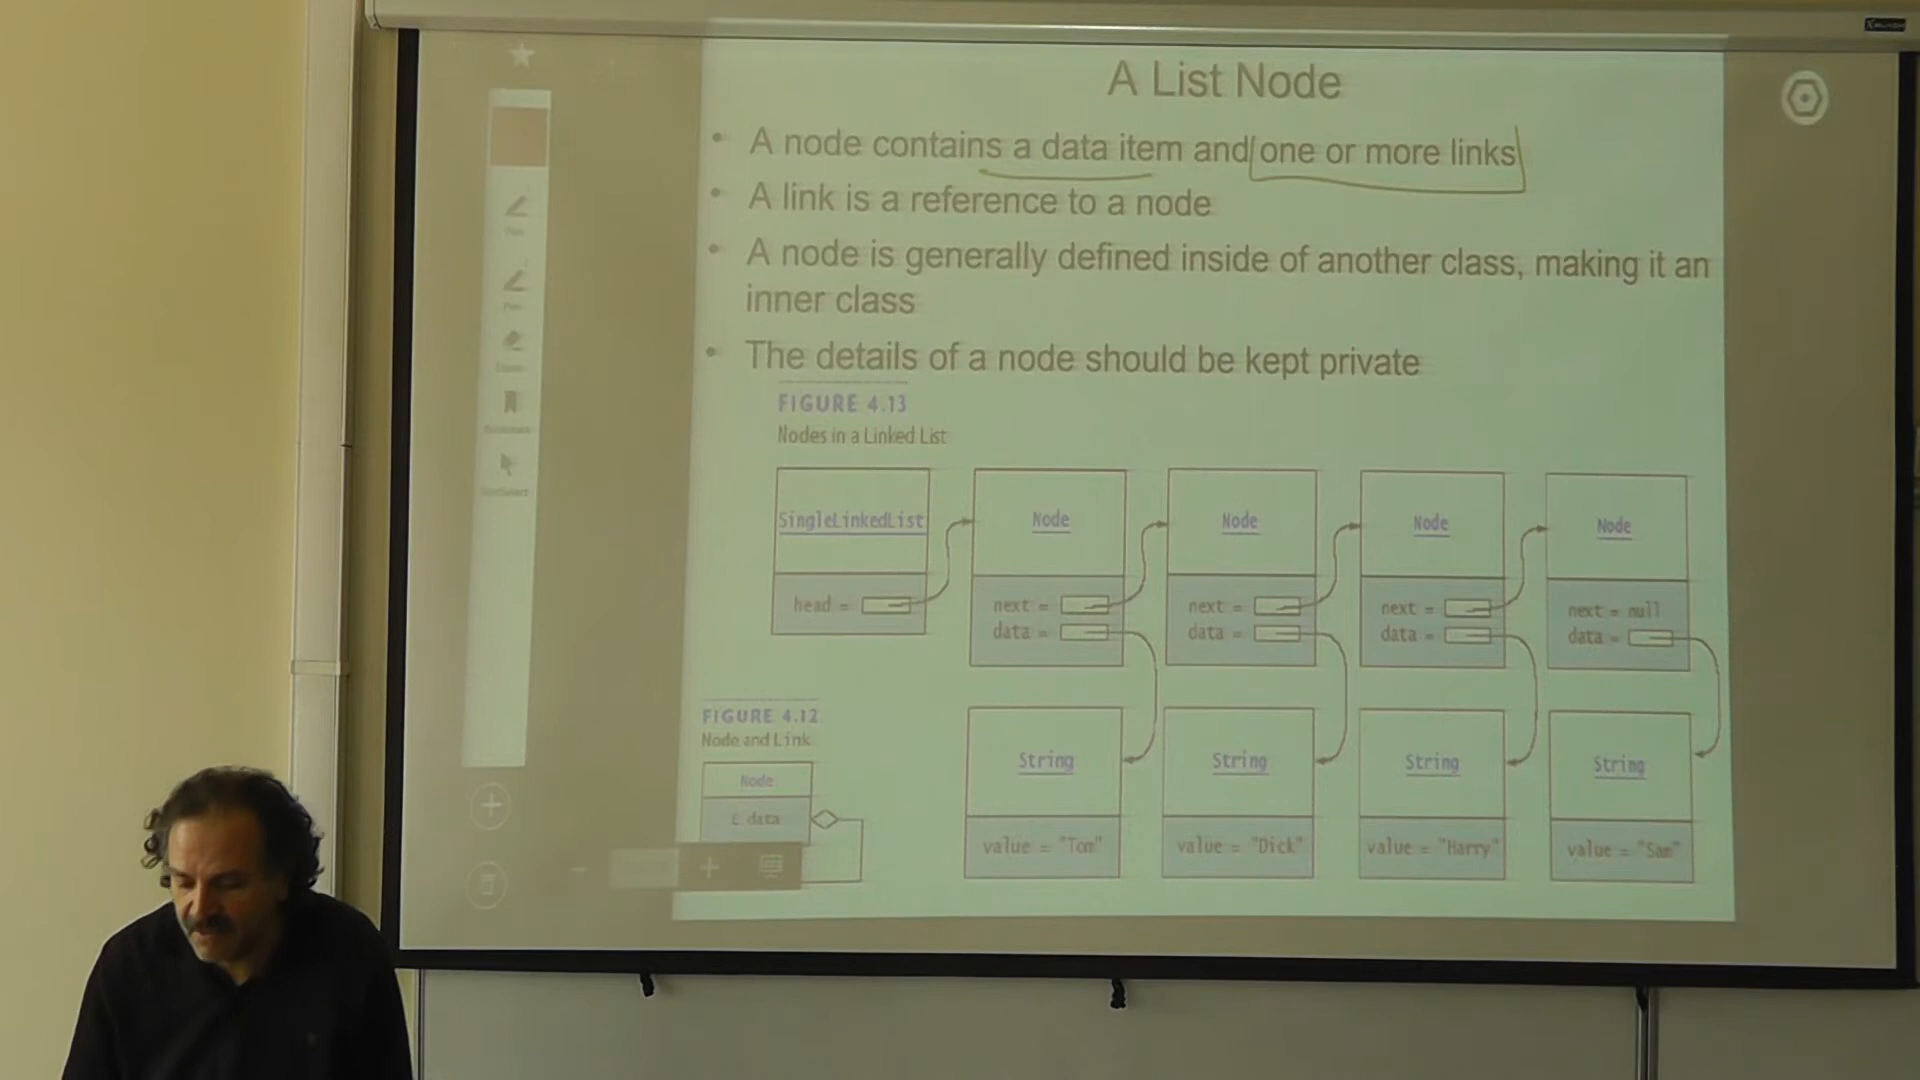 A List Node
• A node contains a data item and one or more links
• A link is a reference to a node
• A node is generally defined inside of another class, making it an
inner class
• The details of a node should be kept private
FIGURE 4.13
Nodes in a Linked List
SingleLinkedList
Node
Node
Node
Node
head =
next =
next =
next =
next = null
data =
data =
data =
data =
FIGURE 4.12
Node and Link
Node
E data
String
String
String
String
value = "Tom"
value = "Dick"
value = "Harry"
value = "Sam"